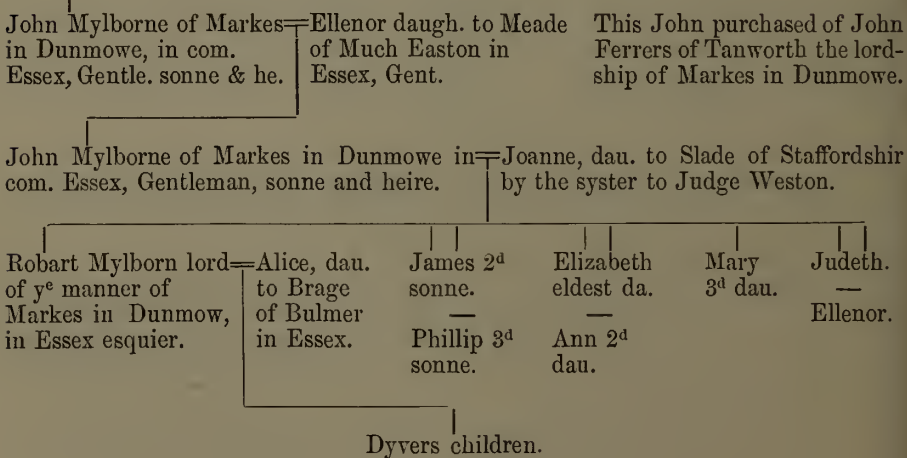 John Mylborne of Markes
in Dunmowe, in com.
Essex, Gentle. sonne & he.
Ellenor daugh. to Meade
of Much Easton in
Essex, Gent.
This John purchased of John
Ferrers of Tanworth the lord-
ship of Markes in Dunmowe.
John Mylborne of Markes in Dunmowe in
com. Essex, Gentleman, sonne and heire.
Joanne, dau. to Slade of Staffordshir
by the syster to Judge Weston.
Robart Mylborn lord
of yᵉ manner of
Markes in Dunmow,
in Essex esquier.
Alice, dau.
to Brage
of Bulmer
in Essex.
James 2ᵈ
sonne.
—
Phillip 3ᵈ
sonne.
Elizabeth
eldest da.
—
Ann 2ᵈ
dau.
Mary
3ᵈ dau.
Judeth.
—
Ellenor.
Dyvers children.